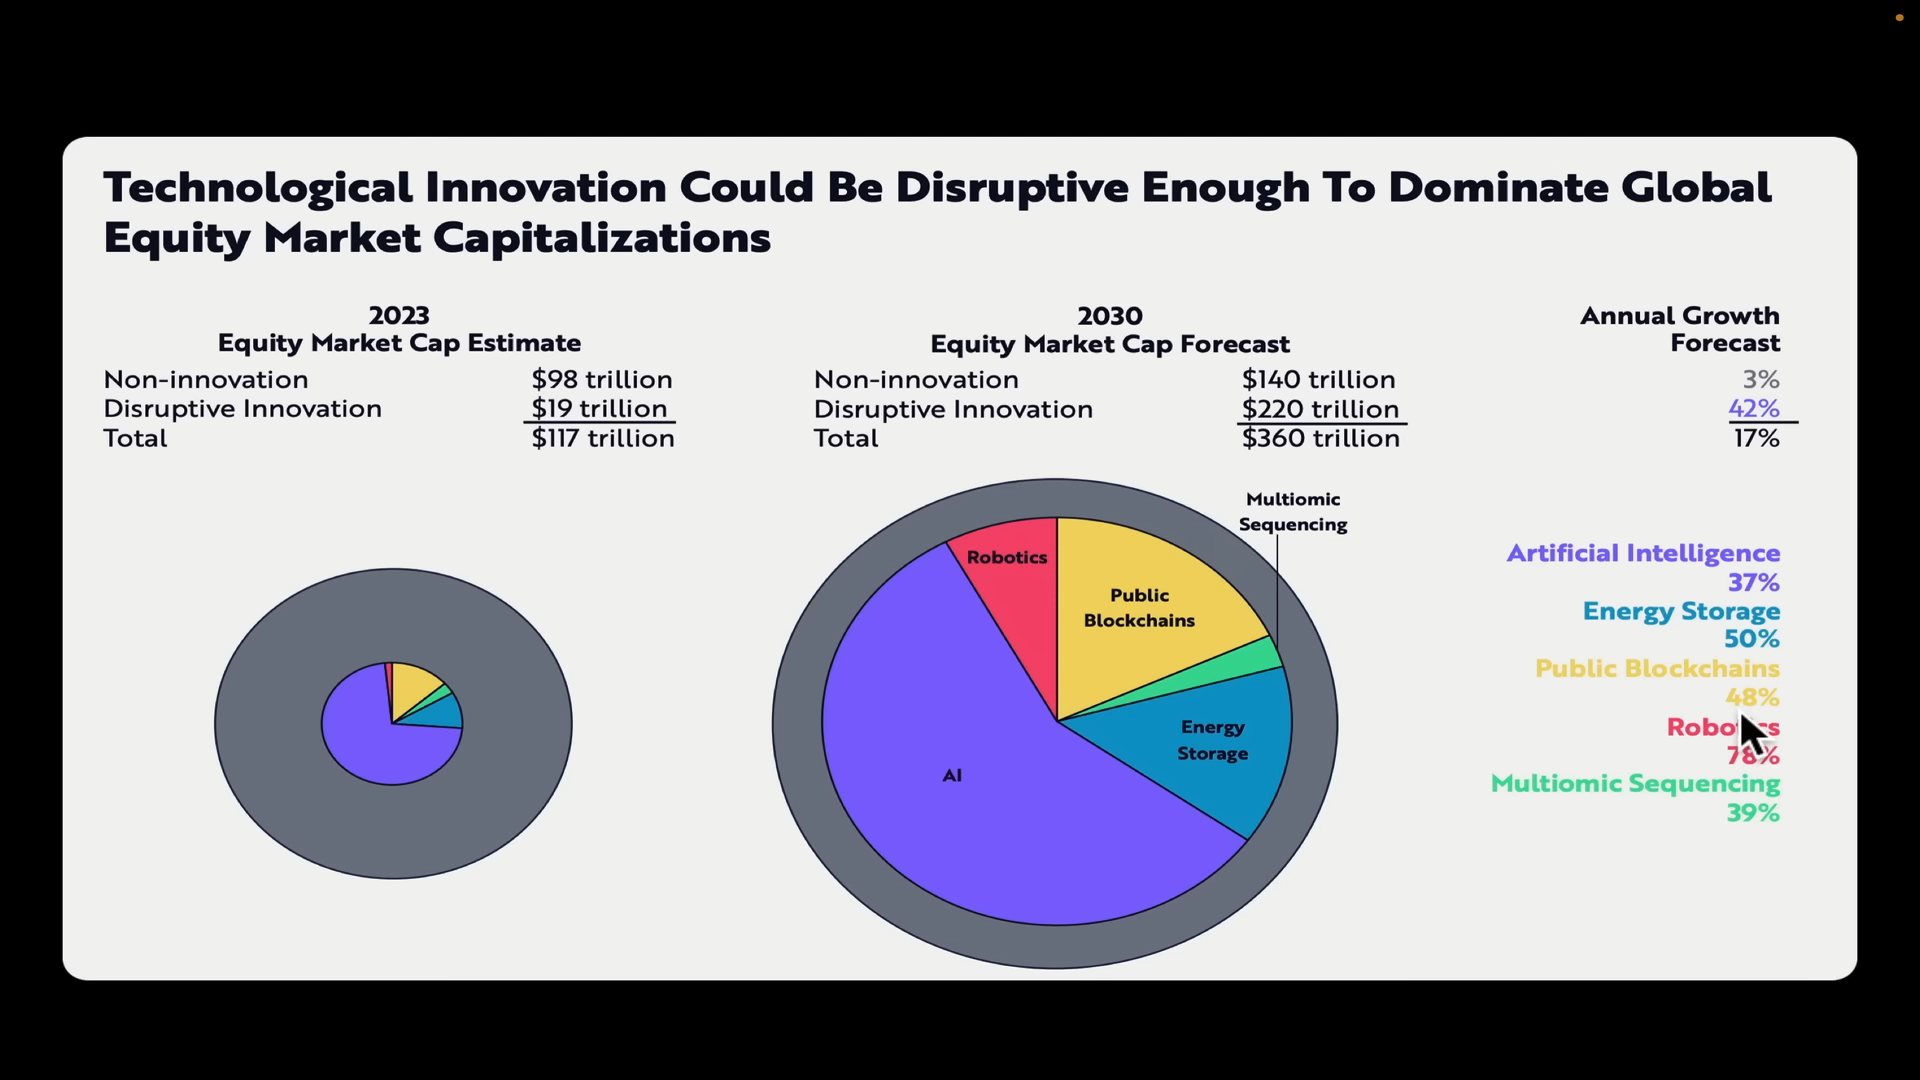 Technological Innovation Could Be Disruptive Enough To Dominate Global
Equity Market Capitalizations
2023
Equity Market Cap Estimate
Non-innovation $98 trillion
Disruptive Innovation $19 trillion
Total $117 trillion
2030
Equity Market Cap Forecast
Non-innovation $140 trillion
Disruptive Innovation $220 trillion
Total $360 trillion
Annual Growth
Forecast
3%
42%
17%
Multiomic
Sequencing
Robotics
Public
Blockchains
Energy
Storage
AI
Artificial Intelligence
37%
Energy Storage
50%
Public Blockchains
48%
Robotics
78%
Multiomic Sequencing
39%